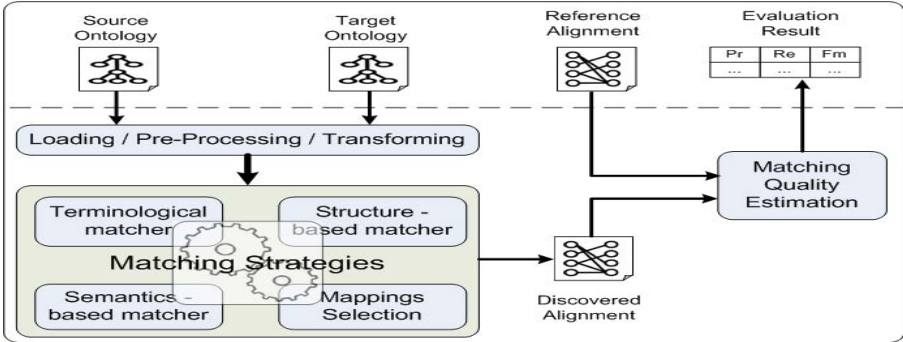 Source
Ontology
Target
Ontology
Reference
Alignment
Evaluation
Result
Pr Re Fm
... ... ...
Loading / Pre-Processing / Transforming
Terminological
matcher
Structure -
based matcher
Matching Strategies
Semantics -
based matcher
Mappings
Selection
Discovered
Alignment
Matching
Quality
Estimation